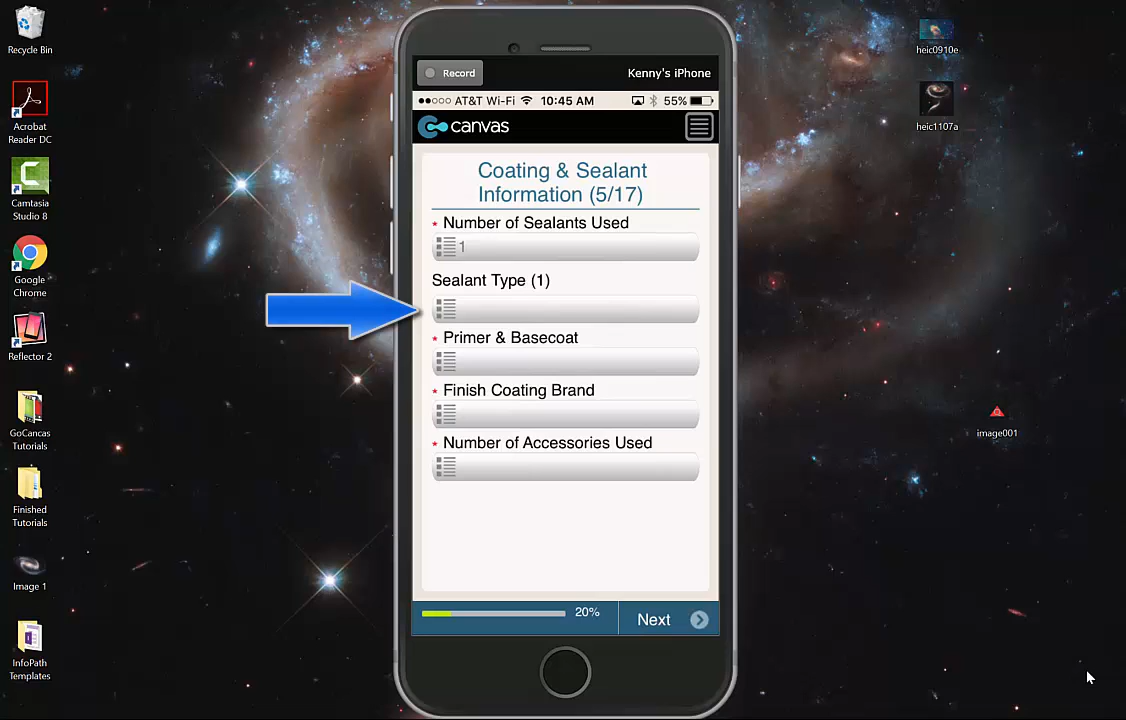 Recycle Bin
Acrobat
Reader DC
Camtasia
Studio 8
Google
Chrome
Reflector 2
GoCancas
Tutorials
Finished
Tutorials
Image 1
InfoPath
Templates
Record
Kenny's iPhone
AT&T Wi-Fi 10:45 AM 55%
canvas
Coating & Sealant
Information (5/17)
* Number of Sealants Used
1
Sealant Type (1)
* Primer & Basecoat
* Finish Coating Brand
* Number of Accessories Used
20%
Next
heic0910e
heic1107a
image001